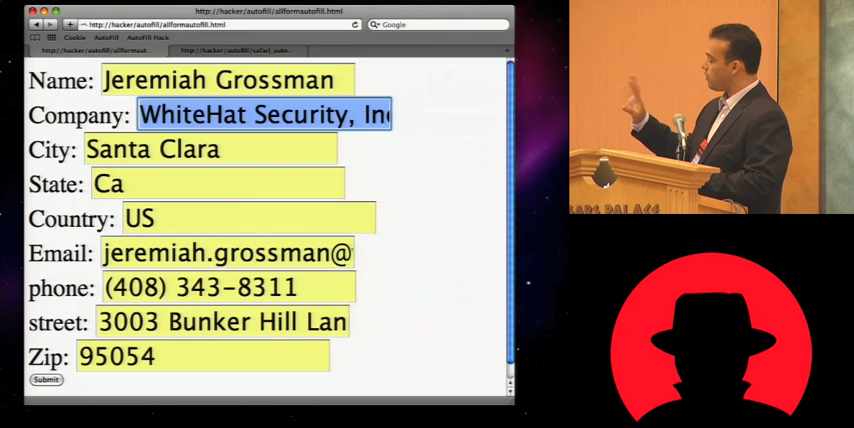 http://hacker/autofill/allformautofill.html
http://hacker/autofill/allformautofill.html
Google
Cookie AutoFill AutoFill Hack
http://hacker/autofill/allformaut... http://hacker/autofill/safari_auto...
Name: Jeremiah Grossman
Company: WhiteHat Security, Inc
City: Santa Clara
State: Ca
Country: US
Email: jeremiah.grossman@
phone: (408) 343-8311
street: 3003 Bunker Hill Lan
Zip: 95054
Submit
PALACE